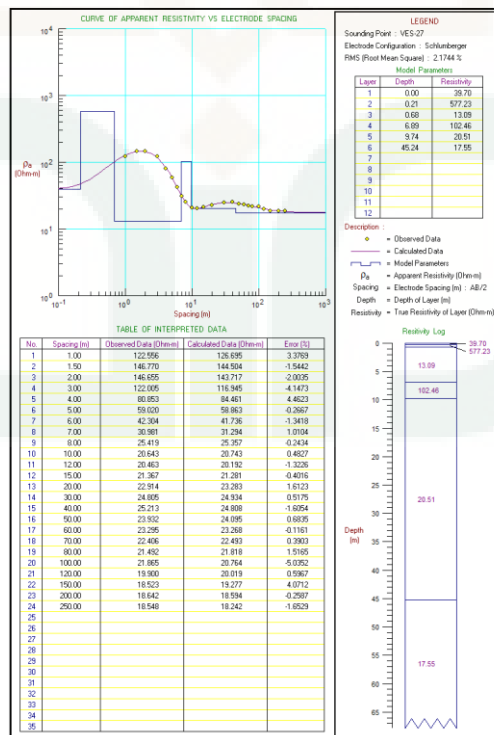 CURVE OF APPARENT RESISTIVITY VS ELECTRODE SPACING
10^4
10^3
10^2
10^1
10^0
ρa
(Ohm-m)
10^-1 10^0 10^1 10^2 10^3
Spacing (m)
TABLE OF INTERPRETED DATA
No. Spacing (m) Observed Data (Ohm-m) Calculated Data (Ohm-m) Error (%)
1 1.00 122.556 126.695 3.3769
2 1.50 146.770 144.504 -1.5442
3 2.00 146.655 143.717 -2.0035
4 3.00 122.005 116.945 -4.1473
5 4.00 80.853 84.461 4.4623
6 5.00 59.020 58.863 -0.2667
7 6.00 42.304 41.736 -1.3418
8 7.00 30.981 31.294 1.0104
9 8.00 25.419 25.357 -0.2434
10 10.00 20.643 20.743 0.4827
11 12.00 20.463 20.192 -1.3226
12 15.00 21.367 21.281 -0.4016
13 20.00 22.914 23.283 1.6123
14 30.00 24.805 24.934 0.5175
15 40.00 25.213 24.808 -1.6054
16 50.00 23.932 24.095 0.6835
17 60.00 23.295 23.268 -0.1161
18 70.00 22.406 22.493 0.3903
19 80.00 21.492 21.818 1.5165
20 100.00 21.865 20.764 -5.0352
21 120.00 19.900 20.019 0.5967
22 150.00 18.523 19.277 4.0712
23 200.00 18.642 18.594 -0.2587
24 250.00 18.548 18.242 -1.6529
25
26
27
28
29
30
31
32
33
34
35
LEGEND
Sounding Point : VES-27
Electrode Configuration : Schlumberger
RMS (Root Mean Square) : 2.1744 %
Model Parameters
Layer Depth Resistivity
1 0.00 39.70
2 0.21 577.23
3 0.68 13.09
4 6.89 102.46
5 9.74 20.51
6 45.24 17.55
7
8
9
10
11
12
Description :
= Observed Data
= Calculated Data
= Model Parameters
ρa = Apparent Resistivity (Ohm-m)
Spacing = Electrode Spacing (m) : AB/2
Depth = Depth of Layer (m)
Resistivity = True Resistivity of Layer (Ohm-m)
Resitivity Log
0
5
10
15
20
25
30
35
40
45
50
55
60
65
Depth
(m)
39.70
577.23
13.09
102.46
20.51
17.55